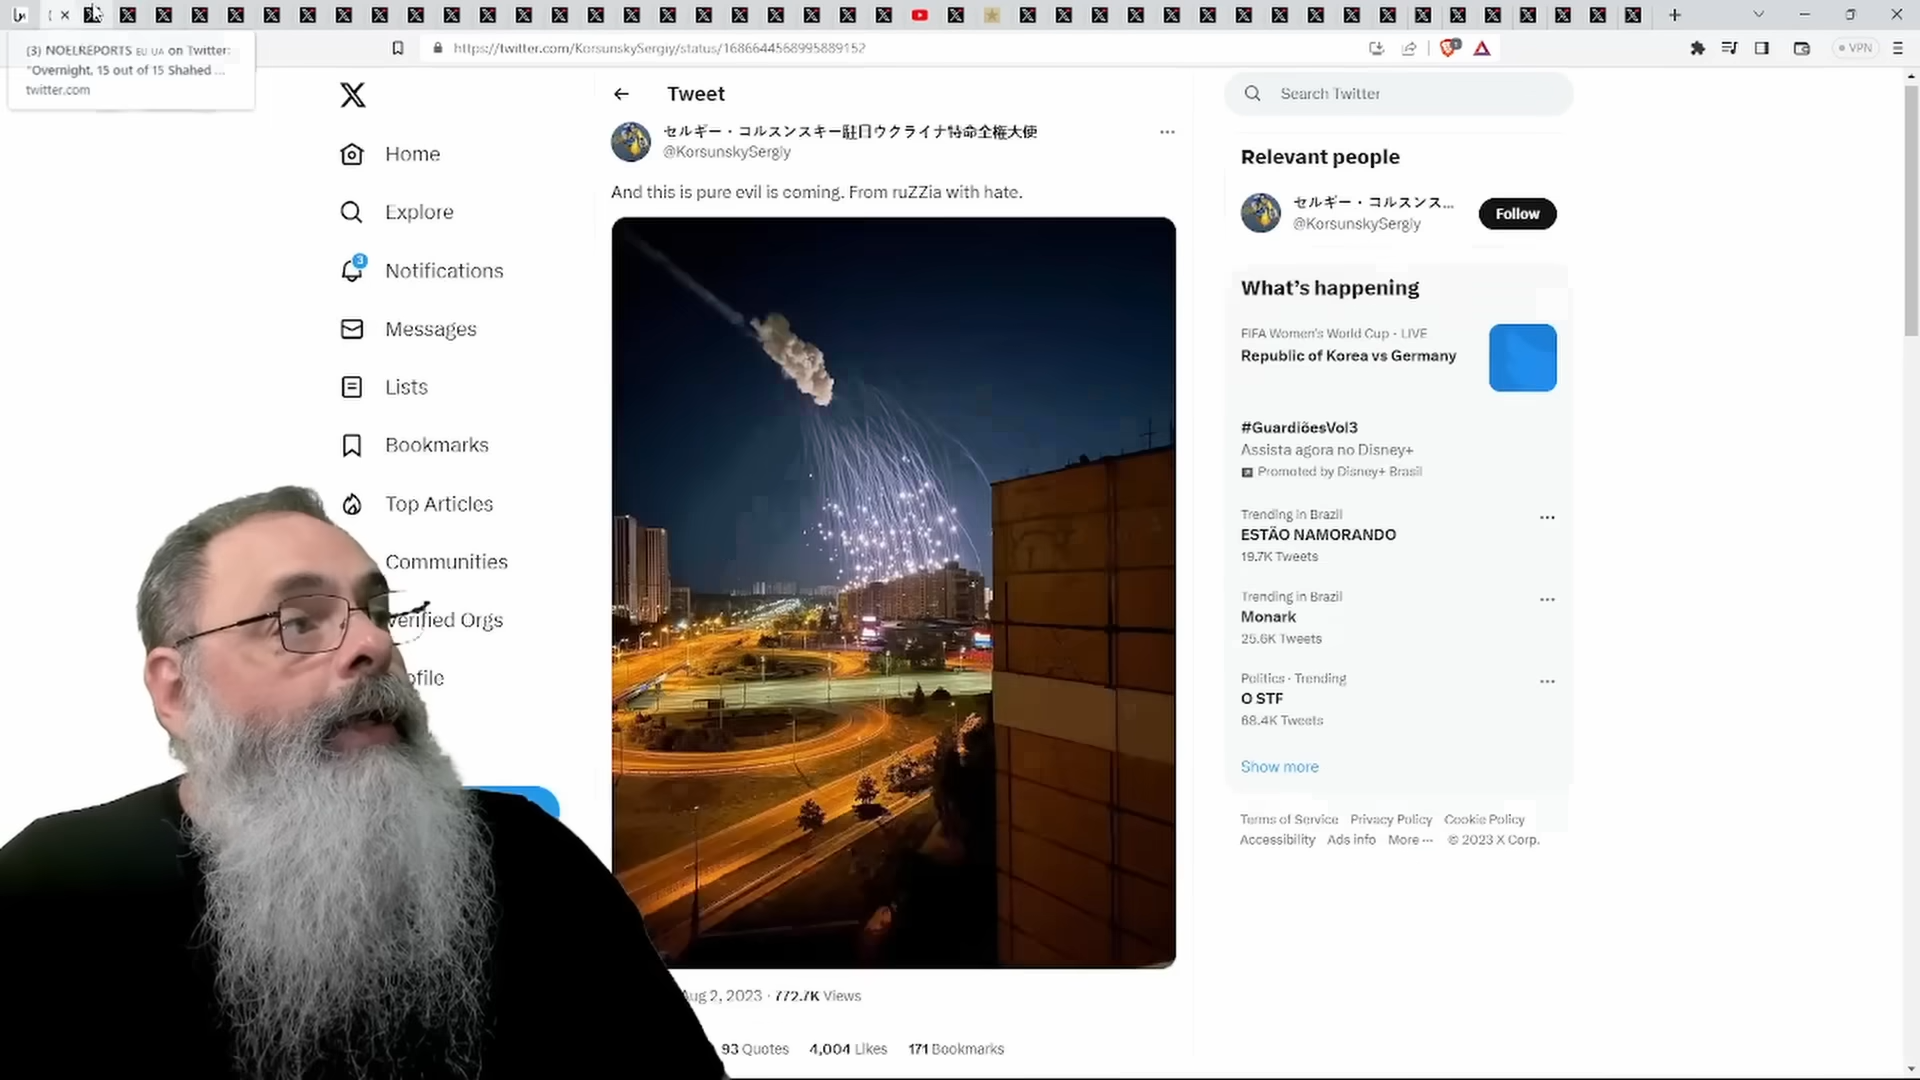 (3) NOELREPORTS EU UA on Twitter:
"Overnight, 15 out of 15 Shahed ...
twitter.com
https://twitter.com/KorsunskySergiy/status/1686644568995889152
VPN
Home
Explore
3
Notifications
Messages
Lists
Bookmarks
Top Articles
Communities
Verified Orgs
ofile
Tweet
セルギー・コルスンスキー駐日ウクライナ特命全権大使
@KorsunskySergiy
And this is pure evil is coming. From ruZZia with hate.
Aug 2, 2023 · 772.7K Views
93 Quotes 4,004 Likes 171 Bookmarks
Search Twitter
Relevant people
セルギー・コルスンス...
@KorsunskySergiy
Follow
What's happening
FIFA Women's World Cup · LIVE
Republic of Korea vs Germany
#GuardiõesVol3
Assista agora no Disney+
Promoted by Disney+ Brasil
Trending in Brazil
ESTÃO NAMORANDO
19.7K Tweets
Trending in Brazil
Monark
25.6K Tweets
Politics · Trending
O STF
68.4K Tweets
Show more
Terms of Service Privacy Policy Cookie Policy
Accessibility Ads info More ··· © 2023 X Corp.